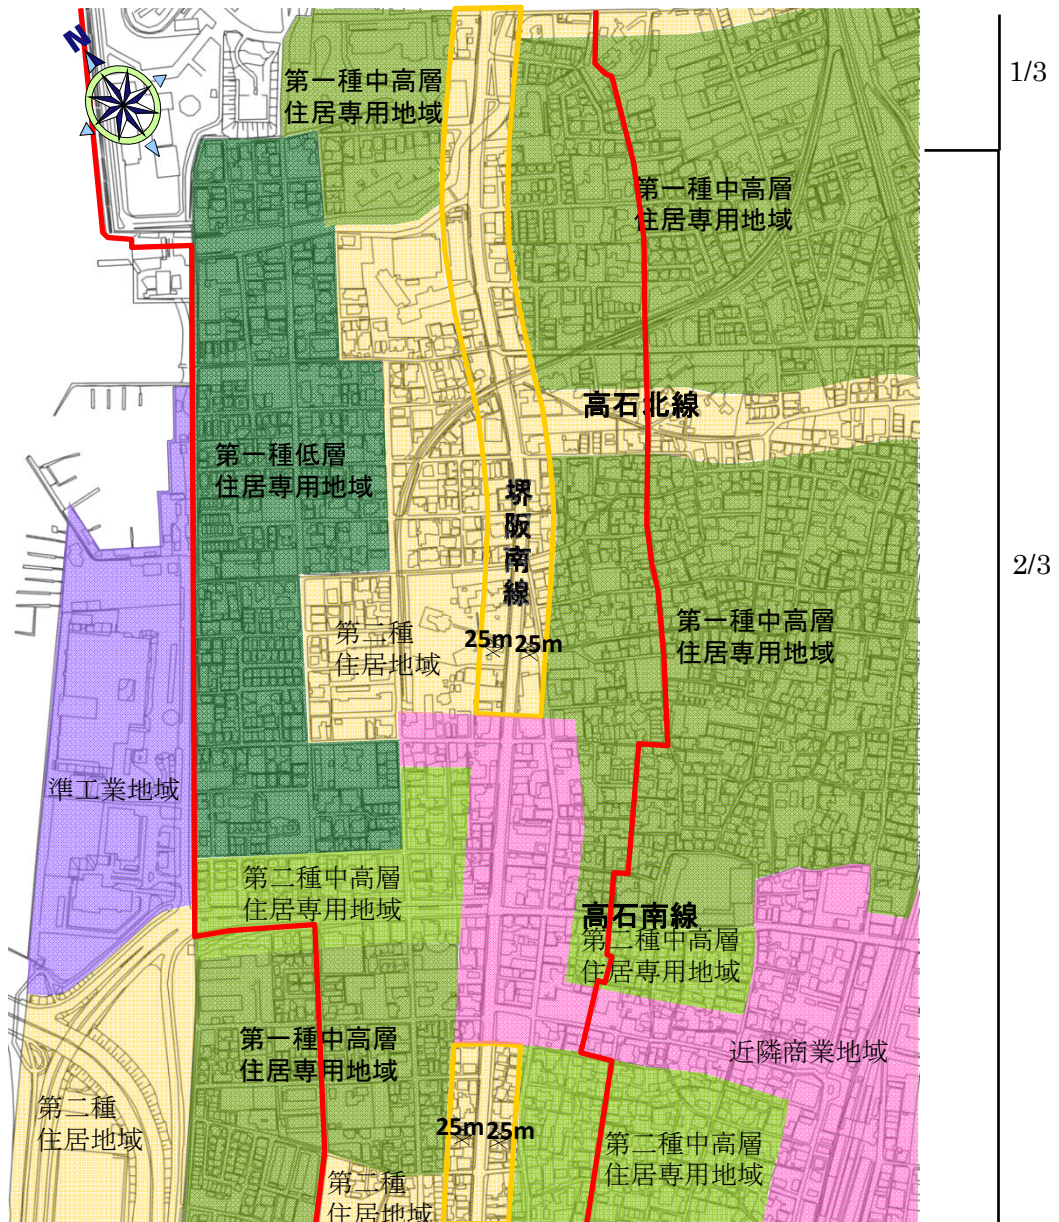 N
第一種中高層
住居専用地域
1/3
第一種中高層
住居専用地域
高石北線
第一種低層
住居専用地域
堺阪南線
2/3
第二種
住居地域
25m
25m
第一種中高層
住居専用地域
準工業地域
第二種中高層
住居専用地域
高石南線
第二種中高層
住居専用地域
第一種中高層
住居専用地域
近隣商業地域
第二種
住居地域
25m
25m
第二種中高層
住居専用地域
第二種
住居地域